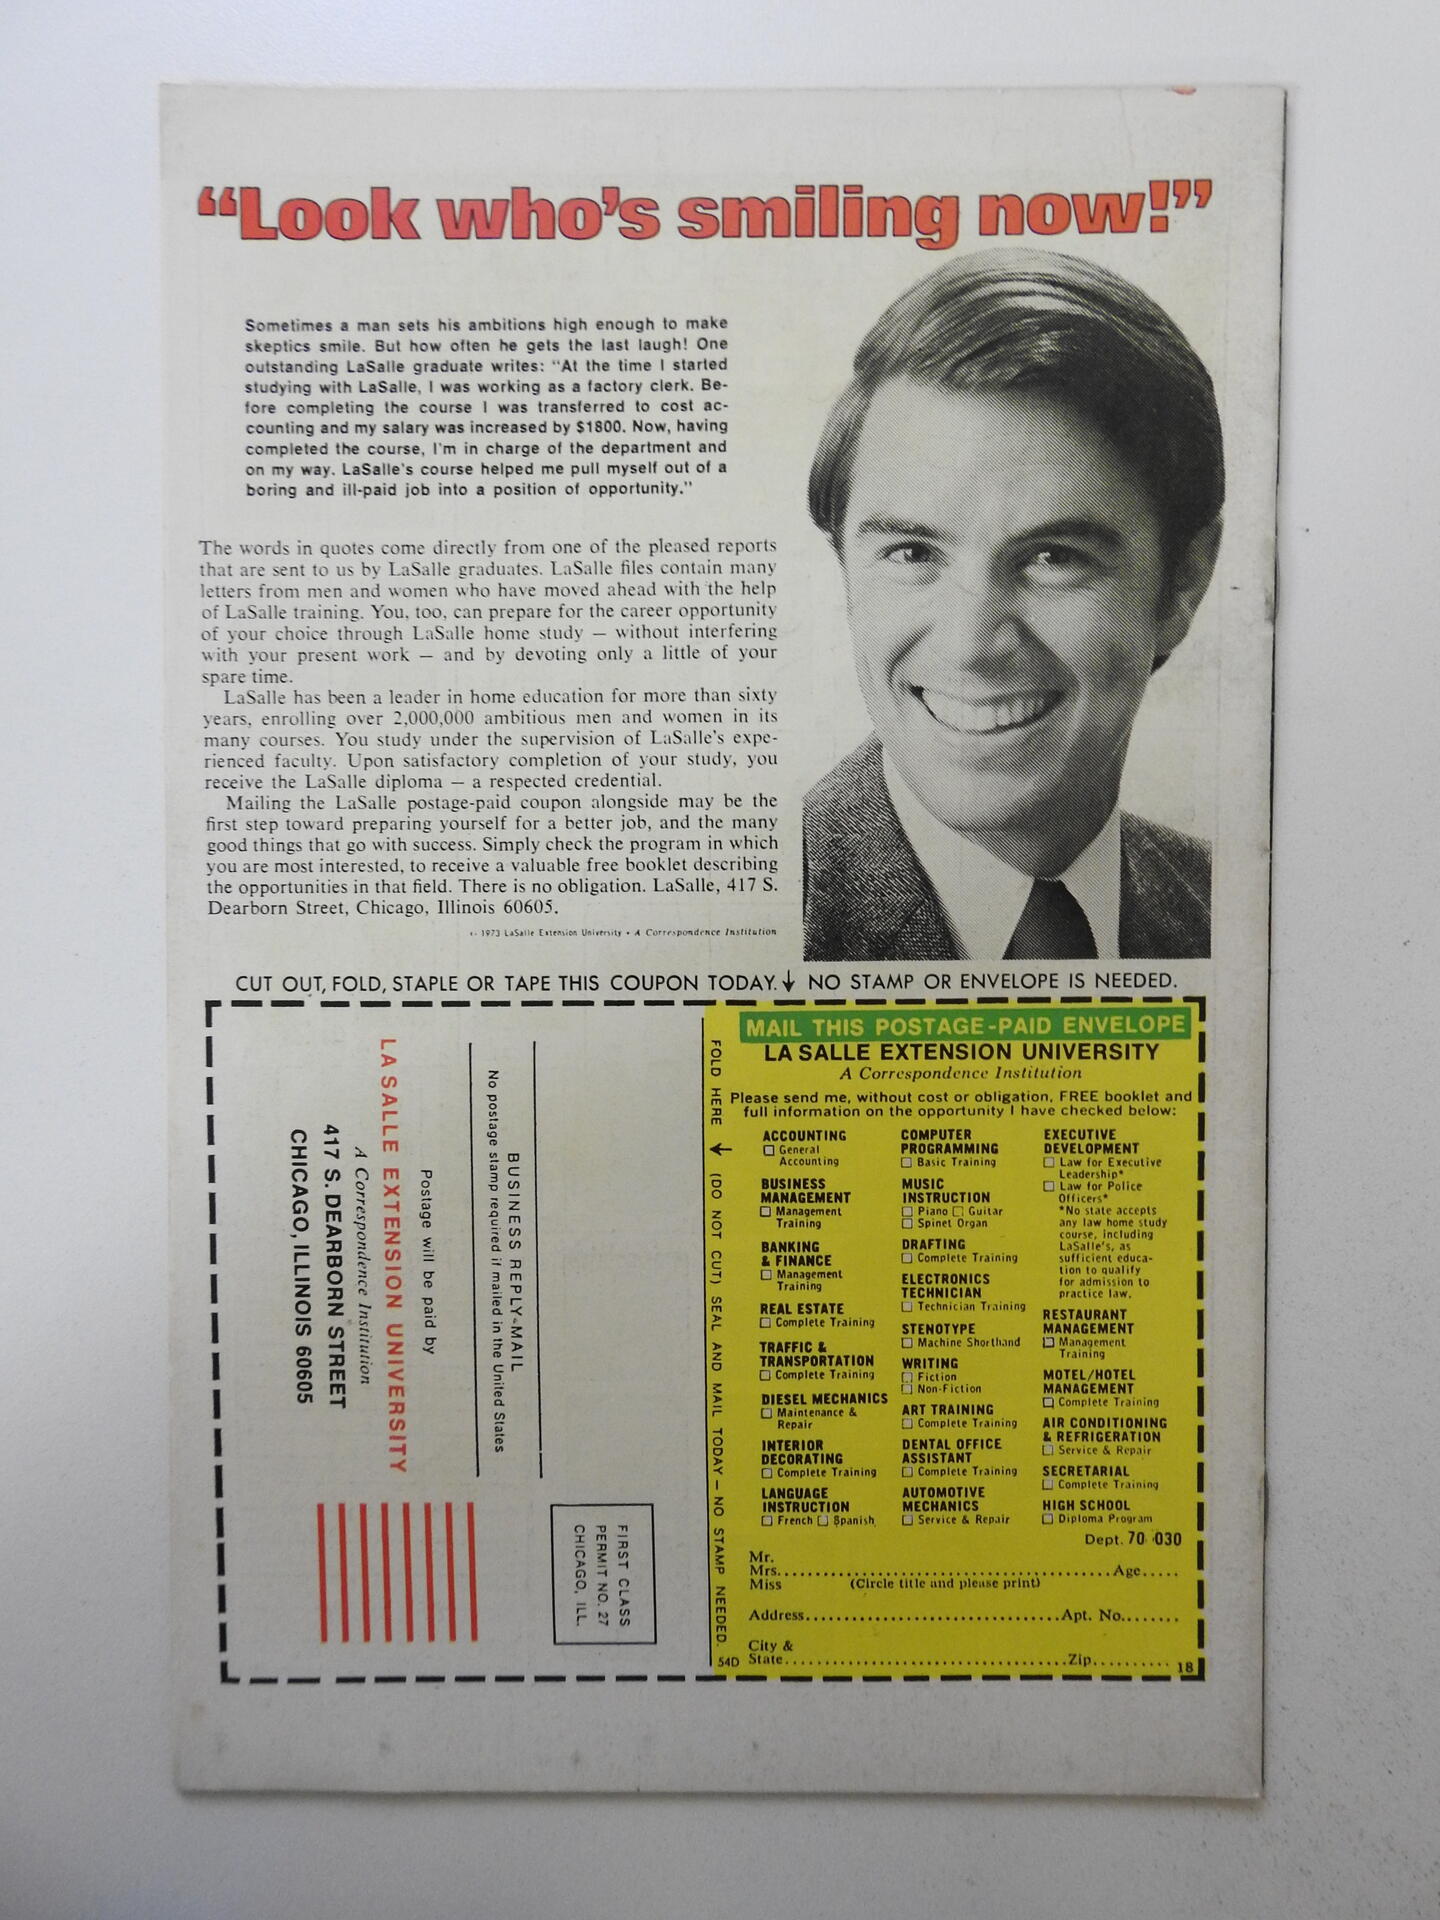 “Look who's smiling now!”
Sometimes a man sets his ambitions high enough to make
skeptics smile. But how often he gets the last laugh! One
outstanding LaSalle graduate writes: “At the time I started
studying with LaSalle, I was working as a factory clerk. Be-
fore completing the course I was transferred to cost ac-
counting and my salary was increased by $1800. Now, having
completed the course, I'm in charge of the department and
on my way. LaSalle's course helped me pull myself out of a
boring and ill-paid job into a position of opportunity.”
The words in quotes come directly from one of the pleased reports
that are sent to us by LaSalle graduates. LaSalle files contain many
letters from men and women who have moved ahead with the help
of LaSalle training. You, too, can prepare for the career opportunity
of your choice through LaSalle home study — without interfering
with your present work — and by devoting only a little of your
spare time.
LaSalle has been a leader in home education for more than sixty
years, enrolling over 2,000,000 ambitious men and women in its
many courses. You study under the supervision of LaSalle's expe-
rienced faculty. Upon satisfactory completion of your study, you
receive the LaSalle diploma — a respected credential.
Mailing the LaSalle postage-paid coupon alongside may be the
first step toward preparing yourself for a better job, and the many
good things that go with success. Simply check the program in which
you are most interested, to receive a valuable free booklet describing
the opportunities in that field. There is no obligation. LaSalle, 417 S.
Dearborn Street, Chicago, Illinois 60605.
© 1973 LaSalle Extension University • A Correspondence Institution
CUT OUT, FOLD, STAPLE OR TAPE THIS COUPON TODAY. ↓ NO STAMP OR ENVELOPE IS NEEDED.
FIRST CLASS
PERMIT NO. 27
CHICAGO, ILL.
BUSINESS REPLY MAIL
No postage stamp required if mailed in the United States
Postage will be paid by
LA SALLE EXTENSION UNIVERSITY
A Correspondence Institution
417 S. DEARBORN STREET
CHICAGO, ILLINOIS 60605
FOLD HERE ↓ (DO NOT CUT) SEAL AND MAIL TODAY — NO STAMP NEEDED.
MAIL THIS POSTAGE-PAID ENVELOPE
LA SALLE EXTENSION UNIVERSITY
A Correspondence Institution
Please send me, without cost or obligation, FREE booklet and
full information on the opportunity I have checked below:
ACCOUNTING
□ General
Accounting
BUSINESS
MANAGEMENT
□ Management
Training
BANKING
& FINANCE
□ Management
Training
REAL ESTATE
□ Complete Training
TRAFFIC &
TRANSPORTATION
□ Complete Training
DIESEL MECHANICS
□ Maintenance &
Repair
INTERIOR
DECORATING
□ Complete Training
LANGUAGE
INSTRUCTION
□ French □ Spanish
COMPUTER
PROGRAMMING
□ Basic Training
MUSIC
INSTRUCTION
□ Piano □ Guitar
□ Spinet Organ
DRAFTING
□ Complete Training
ELECTRONICS
TECHNICIAN
□ Technician Training
STENOTYPE
□ Machine Shorthand
WRITING
□ Fiction
□ Non-Fiction
ART TRAINING
□ Complete Training
DENTAL OFFICE
ASSISTANT
□ Complete Training
AUTOMOTIVE
MECHANICS
□ Service & Repair
EXECUTIVE
DEVELOPMENT
□ Law for Executive
Leadership*
□ Law for Police
Officers*
*No state accepts
any law home study
course, including
LaSalle's, as
sufficient educa-
tion to qualify
for admission to
practice law.
RESTAURANT
MANAGEMENT
□ Management
Training
MOTEL/HOTEL
MANAGEMENT
□ Complete Training
AIR CONDITIONING
& REFRIGERATION
□ Service & Repair
SECRETARIAL
□ Complete Training
HIGH SCHOOL
□ Diploma Program
Dept. 70-030
Mr.
Mrs.....Age.....
Miss (Circle title and please print)
Address.....Apt. No.....
City &
54D State.....Zip..... 18